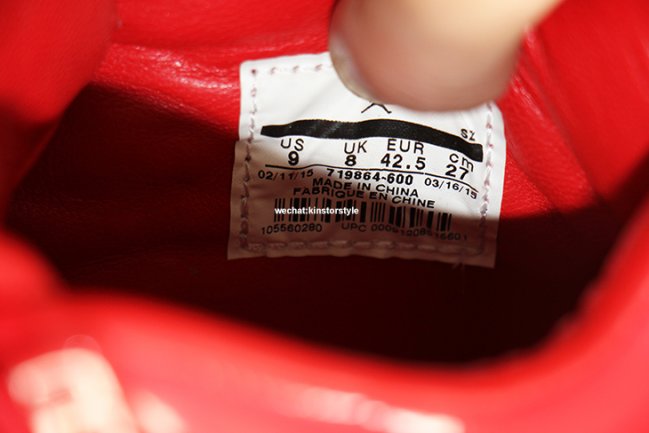 SZ
US UK EUR cm
9 8 42.5 27
02/11/15 719864-600 03/16/15
MADE IN CHINA
FABRIQUE EN CHINE
wechat:kinstorstyle
105560280 UPC